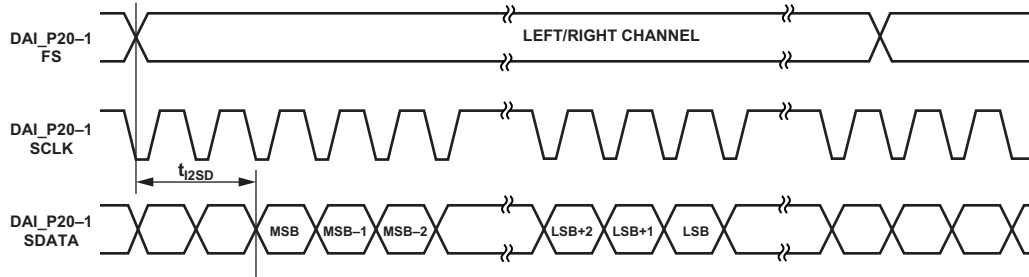 DAI_P20–1
FS
LEFT/RIGHT CHANNEL
DAI_P20–1
SCLK
tI2SD
DAI_P20–1
SDATA
MSB
MSB–1
MSB–2
LSB+2
LSB+1
LSB